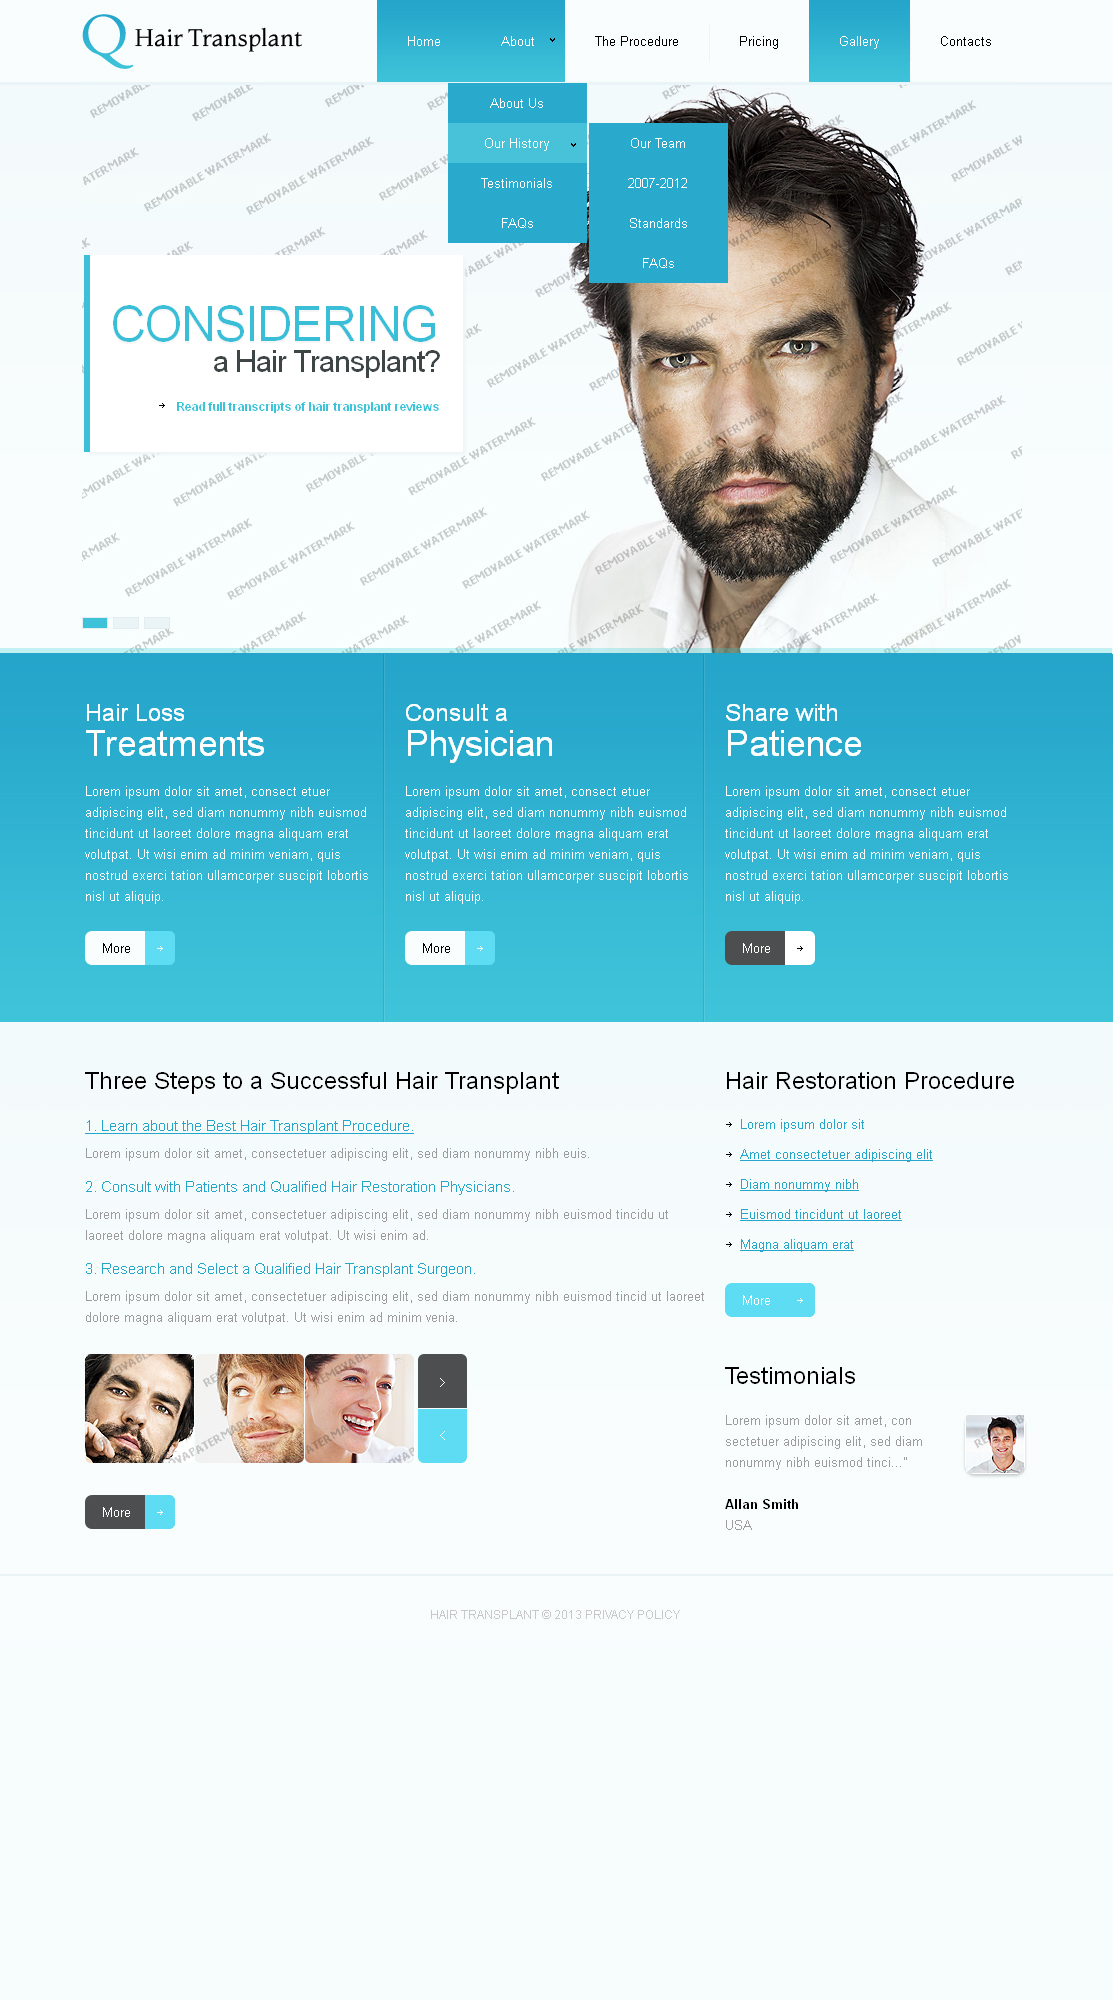 Q Hair Transplant
Home
About
The Procedure
Pricing
Gallery
Contacts
About Us
Our History
Testimonials
FAQs
Our Team
2007-2012
Standards
FAQs
CONSIDERING
a Hair Transplant?
Read full transcripts of hair transplant reviews
REMOVABLE WATERMARK
Hair Loss
Treatments
Lorem ipsum dolor sit amet, consect etuer
adipiscing elit, sed diam nonummy nibh euismod
tincidunt ut laoreet dolore magna aliquam erat
volutpat. Ut wisi enim ad minim veniam, quis
nostrud exerci tation ullamcorper suscipit lobortis
nisl ut aliquip.
More
Consult a
Physician
Lorem ipsum dolor sit amet, consect etuer
adipiscing elit, sed diam nonummy nibh euismod
tincidunt ut laoreet dolore magna aliquam erat
volutpat. Ut wisi enim ad minim veniam, quis
nostrud exerci tation ullamcorper suscipit lobortis
nisl ut aliquip.
More
Share with
Patience
Lorem ipsum dolor sit amet, consect etuer
adipiscing elit, sed diam nonummy nibh euismod
tincidunt ut laoreet dolore magna aliquam erat
volutpat. Ut wisi enim ad minim veniam, quis
nostrud exerci tation ullamcorper suscipit lobortis
nisl ut aliquip.
More
Three Steps to a Successful Hair Transplant
1. Learn about the Best Hair Transplant Procedure.
Lorem ipsum dolor sit amet, consectetuer adipiscing elit, sed diam nonummy nibh euis.
2. Consult with Patients and Qualified Hair Restoration Physicians.
Lorem ipsum dolor sit amet, consectetuer adipiscing elit, sed diam nonummy nibh euismod tincidu ut
laoreet dolore magna aliquam erat volutpat. Ut wisi enim ad.
3. Research and Select a Qualified Hair Transplant Surgeon.
Lorem ipsum dolor sit amet, consectetuer adipiscing elit, sed diam nonummy nibh euismod tincid ut laoreet
dolore magna aliquam erat volutpat. Ut wisi enim ad minim venia.
More
Hair Restoration Procedure
Lorem ipsum dolor sit
Amet consectetuer adipiscing elit
Diam nonummy nibh
Euismod tincidunt ut laoreet
Magna aliquam erat
More
Testimonials
Lorem ipsum dolor sit amet, con
sectetuer adipiscing elit, sed diam
nonummy nibh euismod tinci..."
Allan Smith
USA
HAIR TRANSPLANT © 2013 PRIVACY POLICY